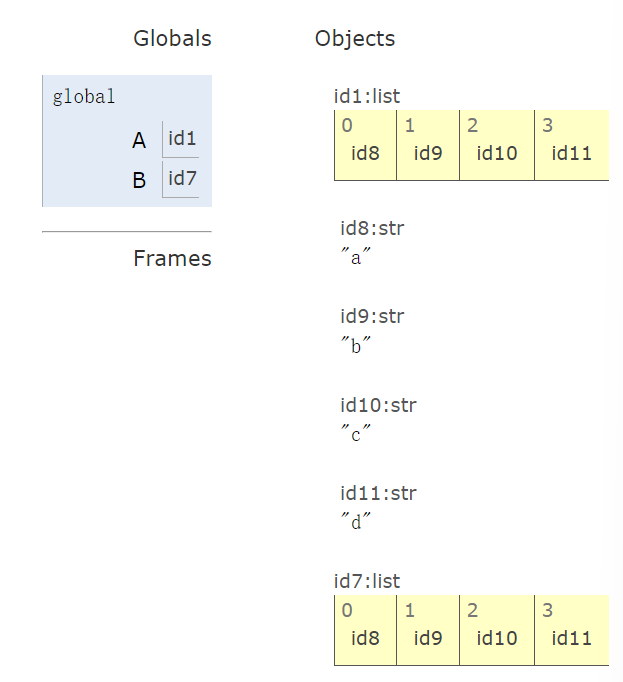 Globals
Objects
global
A id1
B id7
Frames
id1:list
0 1 2 3
id8 id9 id10 id11
id8:str
"a"
id9:str
"b"
id10:str
"c"
id11:str
"d"
id7:list
0 1 2 3
id8 id9 id10 id11